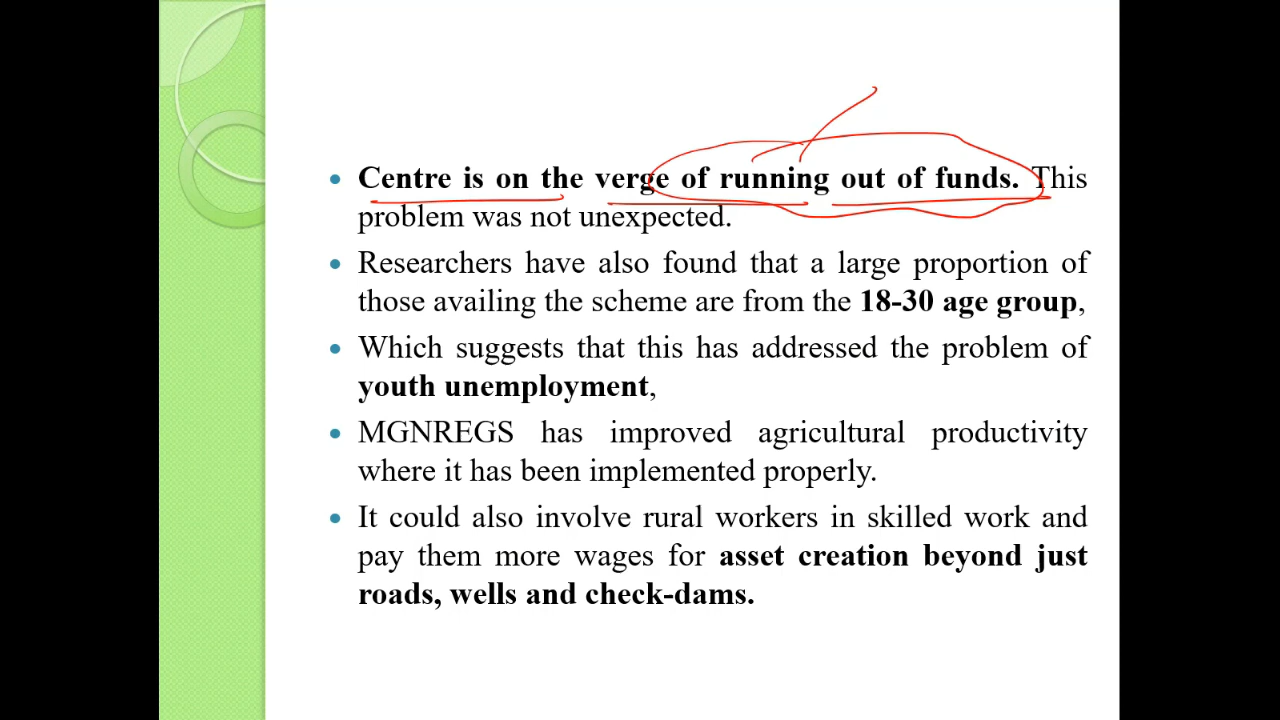 Centre is on the verge of running out of funds. This
problem was not unexpected.
Researchers have also found that a large proportion of
those availing the scheme are from the 18-30 age group,
Which suggests that this has addressed the problem of
youth unemployment,
MGNREGS has improved agricultural productivity
where it has been implemented properly.
It could also involve rural workers in skilled work and
pay them more wages for asset creation beyond just
roads, wells and check-dams.